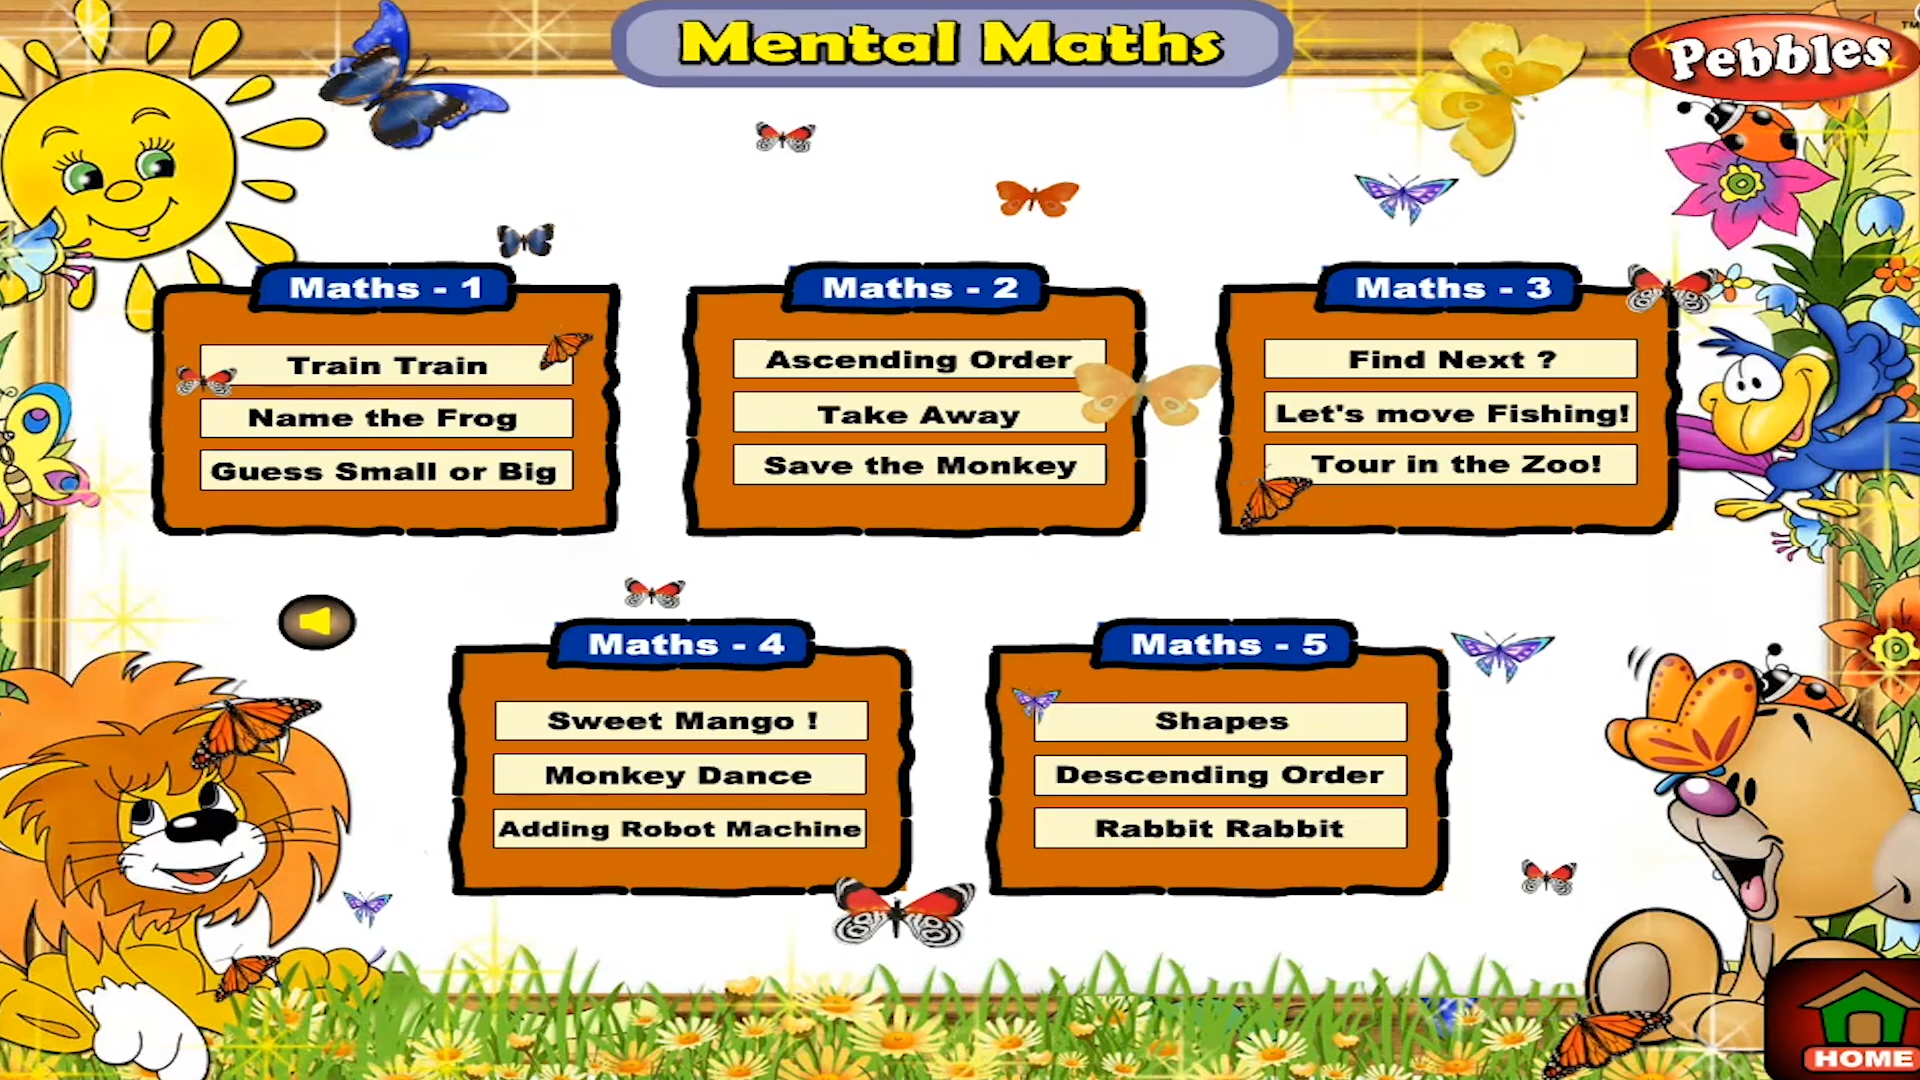 Mental Maths
Pebbles
TM
Maths - 1
Train Train
Name the Frog
Guess Small or Big
Maths - 2
Ascending Order
Take Away
Save the Monkey
Maths - 3
Find Next ?
Let's move Fishing!
Tour in the Zoo!
Maths - 4
Sweet Mango !
Monkey Dance
Adding Robot Machine
Maths - 5
Shapes
Descending Order
Rabbit Rabbit
HOME